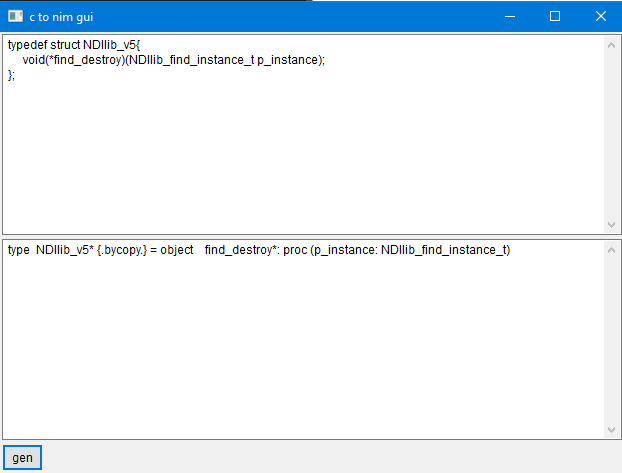 c to nim gui
typedef struct NDIlib_v5{
void(*find_destroy)(NDIlib_find_instance_t p_instance);
};
type  NDIlib_v5* {.bycopy.} = object    find_destroy*: proc (p_instance: NDIlib_find_instance_t)
gen